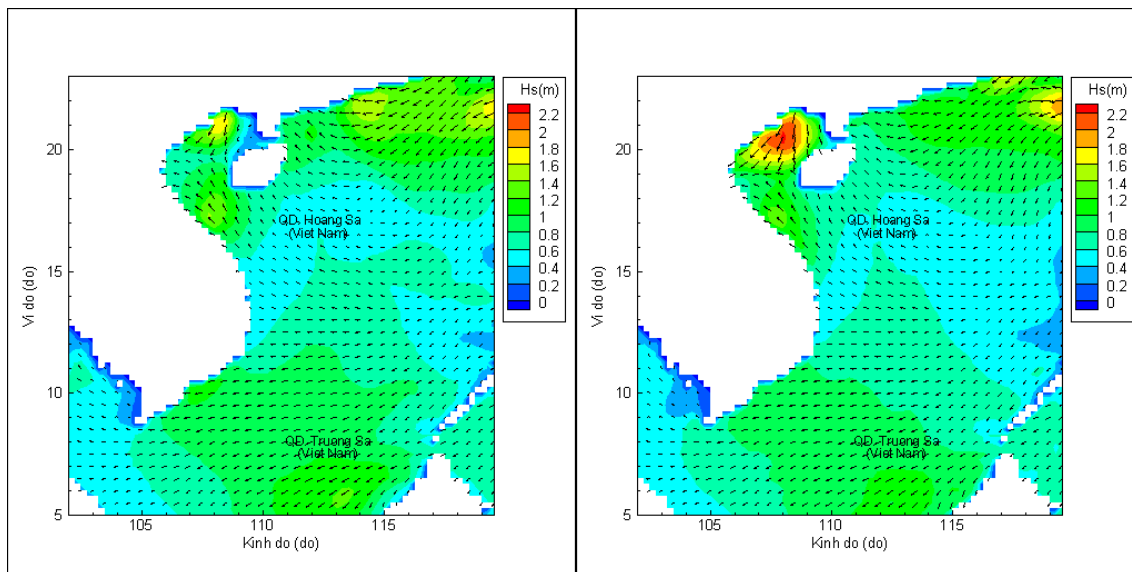 Hs(m)
2.2
2
1.8
1.6
1.4
1.2
1
0.8
0.6
0.4
0.2
0
20
15
10
5
Vi do (do)
QD. Hoang Sa
(Viet Nam)
QD. Truong Sa
(Viet Nam)
105
110
115
Kinh do (do)
Hs(m)
2.2
2
1.8
1.6
1.4
1.2
1
0.8
0.6
0.4
0.2
0
20
15
10
5
Vi do (do)
QD. Hoang Sa
(Viet Nam)
QD. Truong Sa
(Viet Nam)
105
110
115
Kinh do (do)